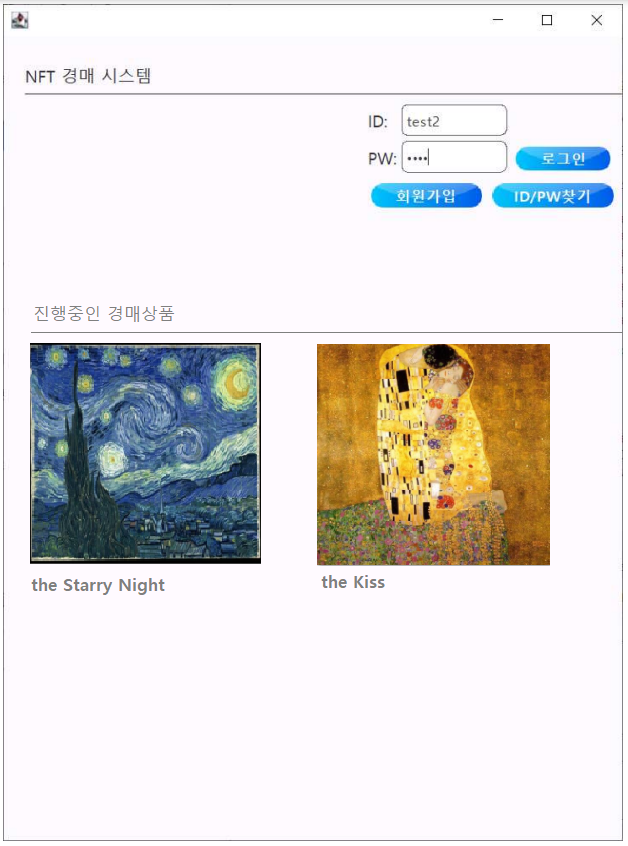 NFT 경매 시스템
ID: test2
PW: ••••
로그인
회원가입
ID/PW찾기
진행중인 경매상품
the Starry Night
the Kiss